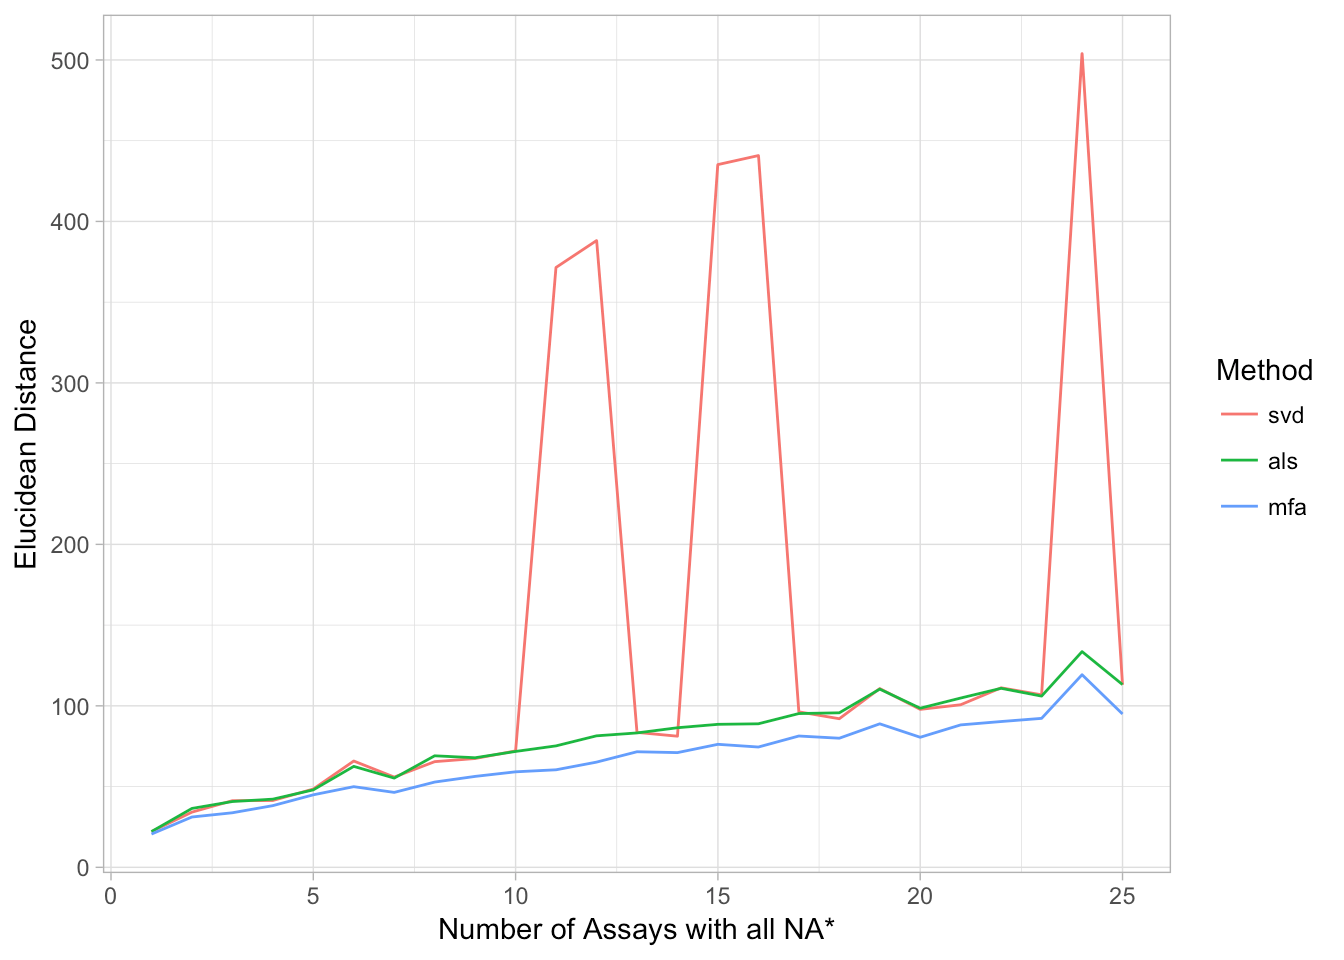 500
400
300
200
100
0
Elucidean Distance
0 5 10 15 20 25
Number of Assays with all NA*
Method
svd
als
mfa